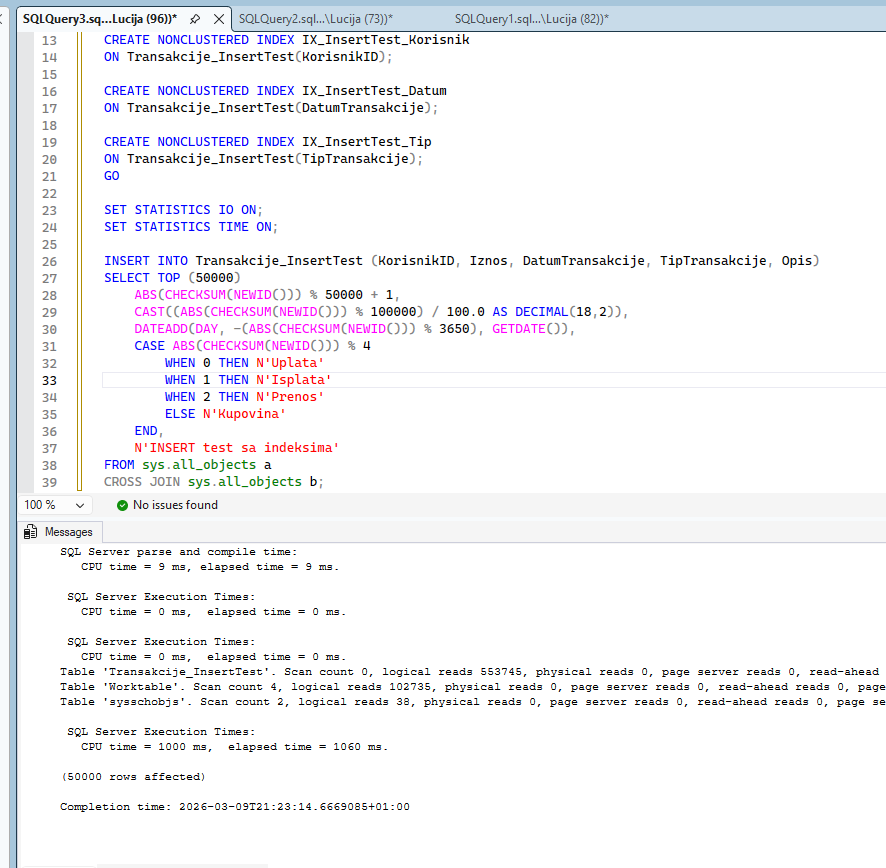 SQLQuery3.sq...Lucija (96))*
SQLQuery2.sql...\Lucija (73))*
SQLQuery1.sql...\Lucija (82))*
13 CREATE NONCLUSTERED INDEX IX_InsertTest_Korisnik
14 ON Transakcije_InsertTest(KorisnikID);
15
16 CREATE NONCLUSTERED INDEX IX_InsertTest_Datum
17 ON Transakcije_InsertTest(DatumTransakcije);
18
19 CREATE NONCLUSTERED INDEX IX_InsertTest_Tip
20 ON Transakcije_InsertTest(TipTransakcije);
21 GO
22
23 SET STATISTICS IO ON;
24 SET STATISTICS TIME ON;
25
26 INSERT INTO Transakcije_InsertTest (KorisnikID, Iznos, DatumTransakcije, TipTransakcije, Opis)
27 SELECT TOP (50000)
28 ABS(CHECKSUM(NEWID())) % 50000 + 1,
29 CAST((ABS(CHECKSUM(NEWID())) % 100000) / 100.0 AS DECIMAL(18,2)),
30 DATEADD(DAY, -(ABS(CHECKSUM(NEWID())) % 3650), GETDATE()),
31 CASE ABS(CHECKSUM(NEWID())) % 4
32 WHEN 0 THEN N'Uplata'
33 WHEN 1 THEN N'Isplata'
34 WHEN 2 THEN N'Prenos'
35 ELSE N'Kupovina'
36 END,
37 N'INSERT test sa indeksima'
38 FROM sys.all_objects a
39 CROSS JOIN sys.all_objects b;
100 %
No issues found
Messages
SQL Server parse and compile time:
CPU time = 9 ms, elapsed time = 9 ms.
SQL Server Execution Times:
CPU time = 0 ms, elapsed time = 0 ms.
SQL Server Execution Times:
CPU time = 0 ms, elapsed time = 0 ms.
Table 'Transakcije_InsertTest'. Scan count 0, logical reads 553745, physical reads 0, page server reads 0, read-ahead
Table 'Worktable'. Scan count 4, logical reads 102735, physical reads 0, page server reads 0, read-ahead reads 0, page
Table 'sysschobjs'. Scan count 2, logical reads 38, physical reads 0, page server reads 0, read-ahead reads 0, page se
SQL Server Execution Times:
CPU time = 1000 ms, elapsed time = 1060 ms.
(50000 rows affected)
Completion time: 2026-03-09T21:23:14.6669085+01:00